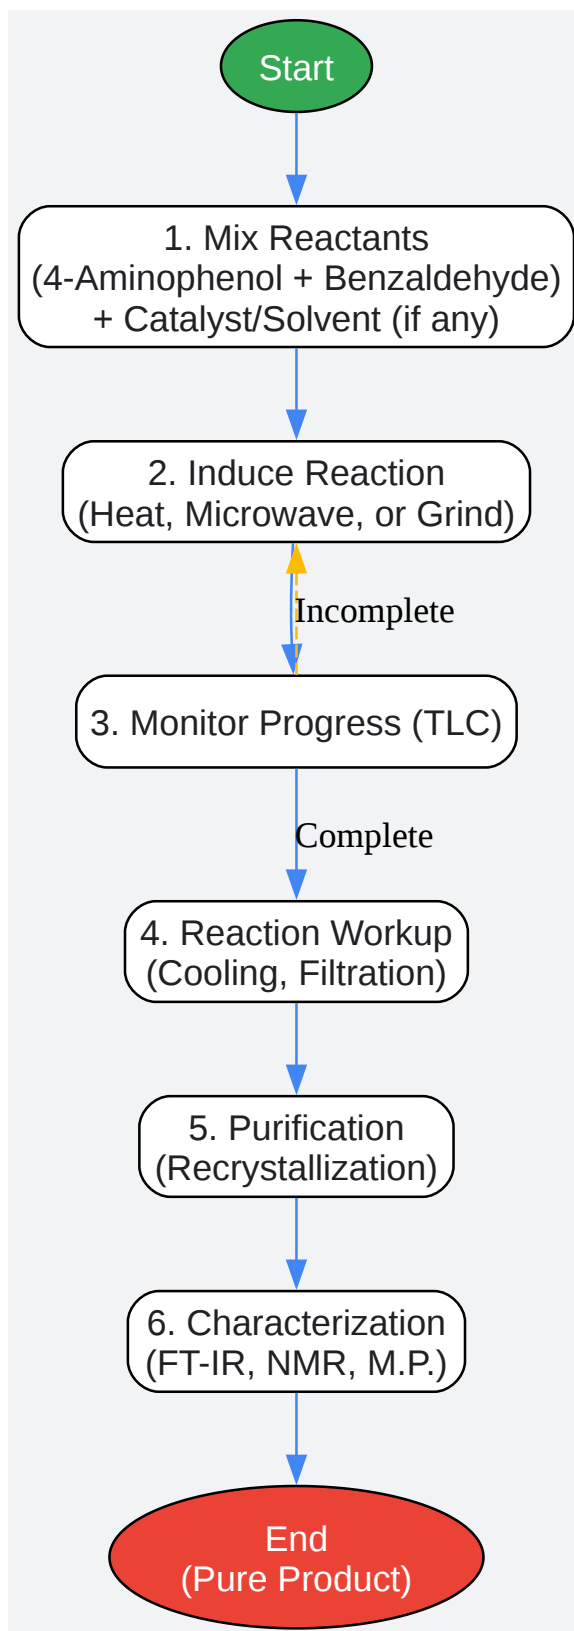 Start
1. Mix Reactants
(4-Aminophenol + Benzaldehyde)
+ Catalyst/Solvent (if any)
2. Induce Reaction
(Heat, Microwave, or Grind)
Incomplete
3. Monitor Progress (TLC)
Complete
4. Reaction Workup
(Cooling, Filtration)
5. Purification
(Recrystallization)
6. Characterization
(FT-IR, NMR, M.P.)
End
(Pure Product)